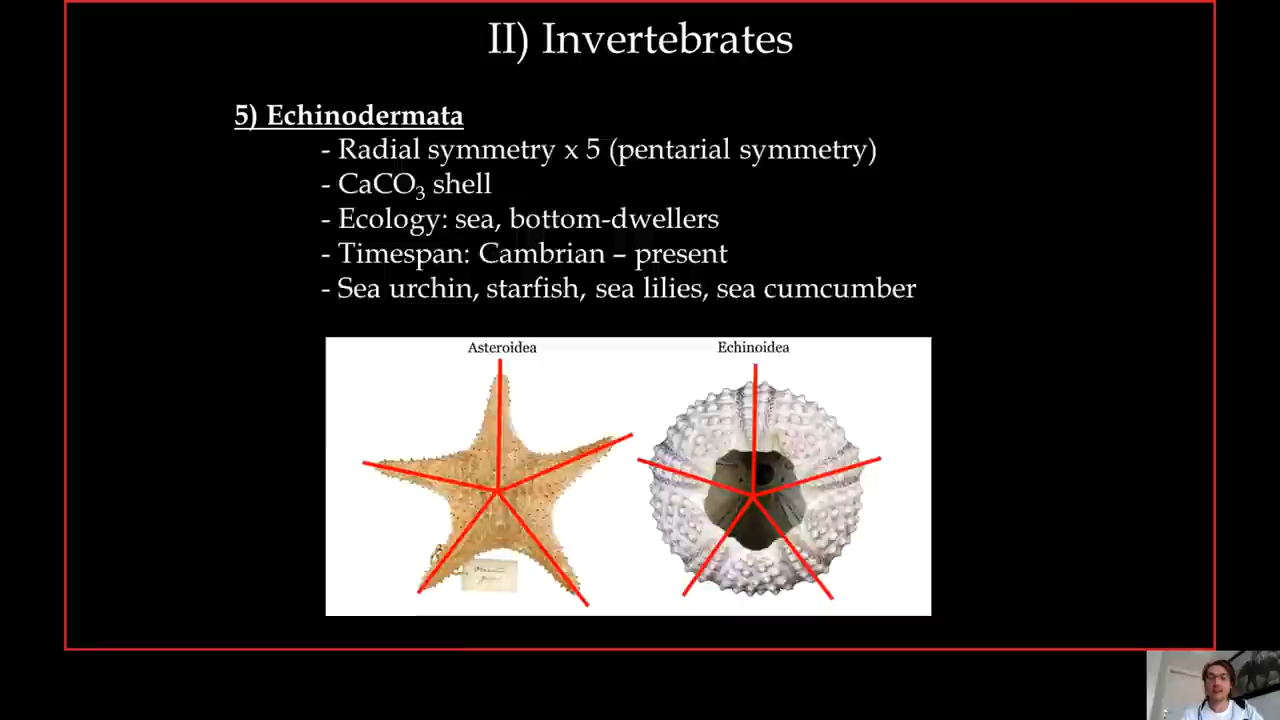 II) Invertebrates
5) Echinodermata
- Radial symmetry x 5 (pentarial symmetry)
- CaCO₃ shell
- Ecology: sea, bottom-dwellers
- Timespan: Cambrian – present
- Sea urchin, starfish, sea lilies, sea cumcumber
Asteroidea
Echinoidea